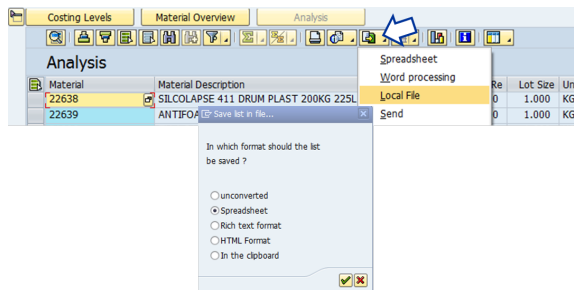 Costing Levels Material Overview Analysis
Spreadsheet
Word processing
Local File
Send
Analysis
Material Material Description Re Lot Size Un
22638 SILCOLAPSE 411 DRUM PLAST 200KG 225L 0 1.000 KG
22639 ANTIFOA 0 1.000 KG
Save list in file...
In which format should the list
be saved ?
unconverted
Spreadsheet
Rich text format
HTML Format
In the clipboard